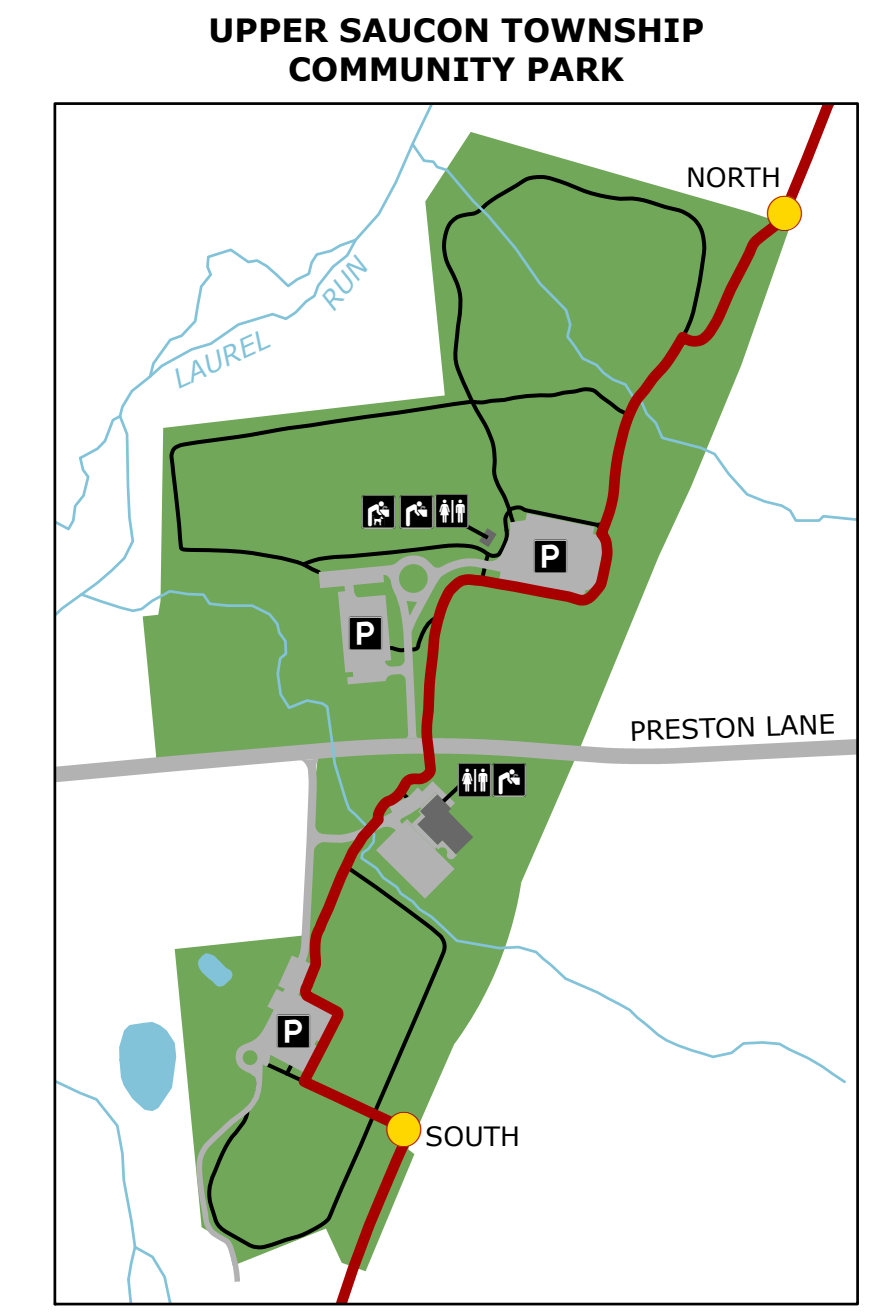 UPPER SAUCON TOWNSHIP
COMMUNITY PARK
NORTH
LAUREL RUN
P
P
PRESTON LANE
P
SOUTH